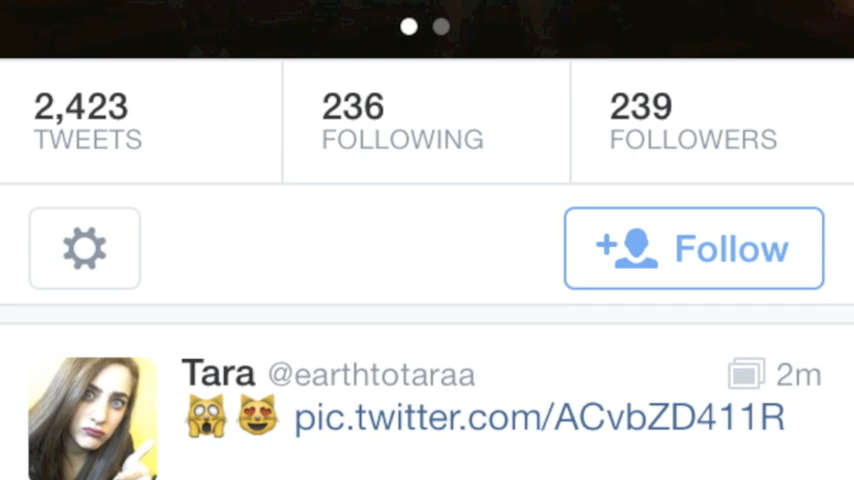 2,423 236 239
TWEETS FOLLOWING FOLLOWERS
Follow
Tara @earthtotaraa 2m
🙀😻 pic.twitter.com/ACvbZD411R